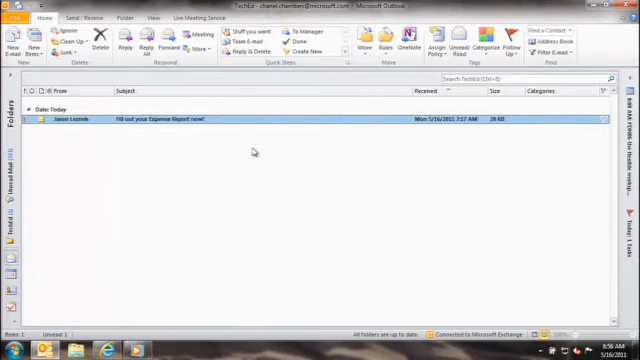 TechEd - chanel.chambers@microsoft.com - Microsoft Outlook
File Home Send / Receive Folder View Live Meeting Service
New E-mail
New Items
Ignore
Clean Up
Junk
Delete
Reply
Reply All
Forward
Meeting
More
Stuff you want
To Manager
Team E-mail
Done
Reply & Delete
Create New
Move
Rules
OneNote
Assign Policy
Unread/ Read
Categorize
Follow Up
Find a Contact
Address Book
Filter E-mail
Delete
Respond
Quick Steps
Move
Tags
Find
Search TechEd (Ctrl+E)
From Subject Received Size Categories
Date: Today
Jason Leznek Fill out your Expense Report now! Mon 5/16/2011 7:17 AM 28 KB
Folders
Unread Mail
TechEd
Today: 1 Tasks
Items: 1 Unread: 1
All folders are up to date.
Connected to Microsoft Exchange
100%
8:56 AM
5/16/2011